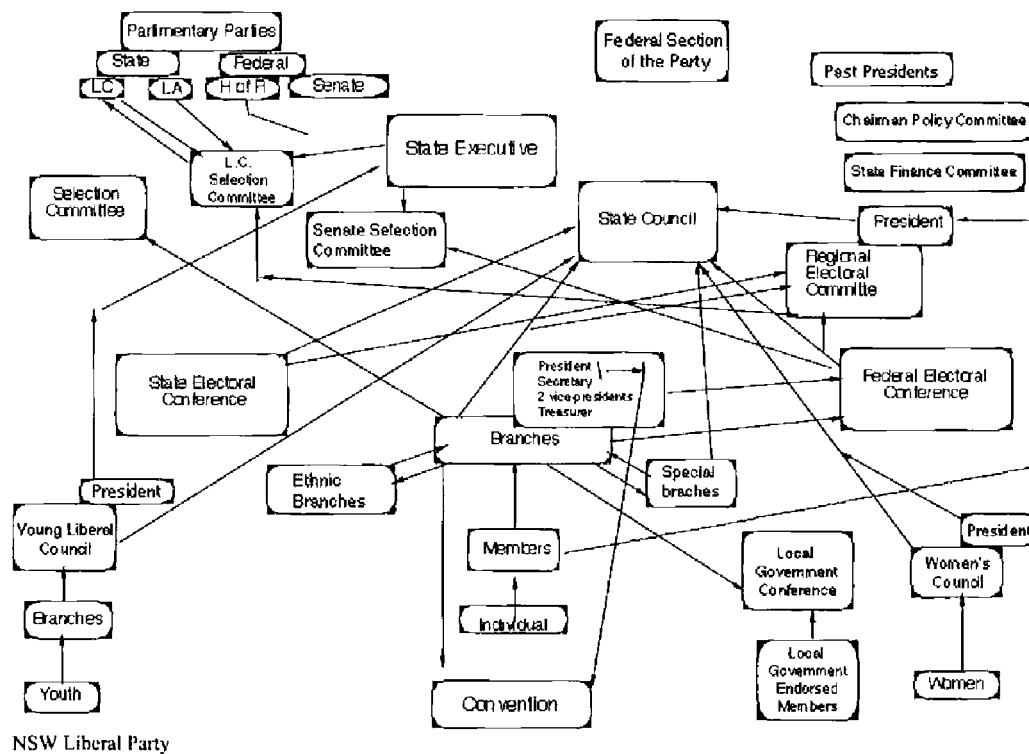 Parlimentary Parties
State
Federal
LC
LA
H of R
Senate
Federal Section
of the Party
Past Presidents
Chairman Policy Committee
State Finance Committee
State Executive
L.C.
Selection
Committee
Selection
Committee
Senate Selection
Committee
State Council
President
Regional
Electoral
Committe
State Electoral
Conference
President
Secretary
2 vice-presidents
Treasurer
Federal Electoral
Conference
Branches
Ethnic
Branches
Special
braches
President
Young Liberal
Council
Members
Local
Government
Conference
President
Women's
Council
Branches
Individual
Youth
Convention
Local
Government
Endorsed
Members
Women
NSW Liberal Party